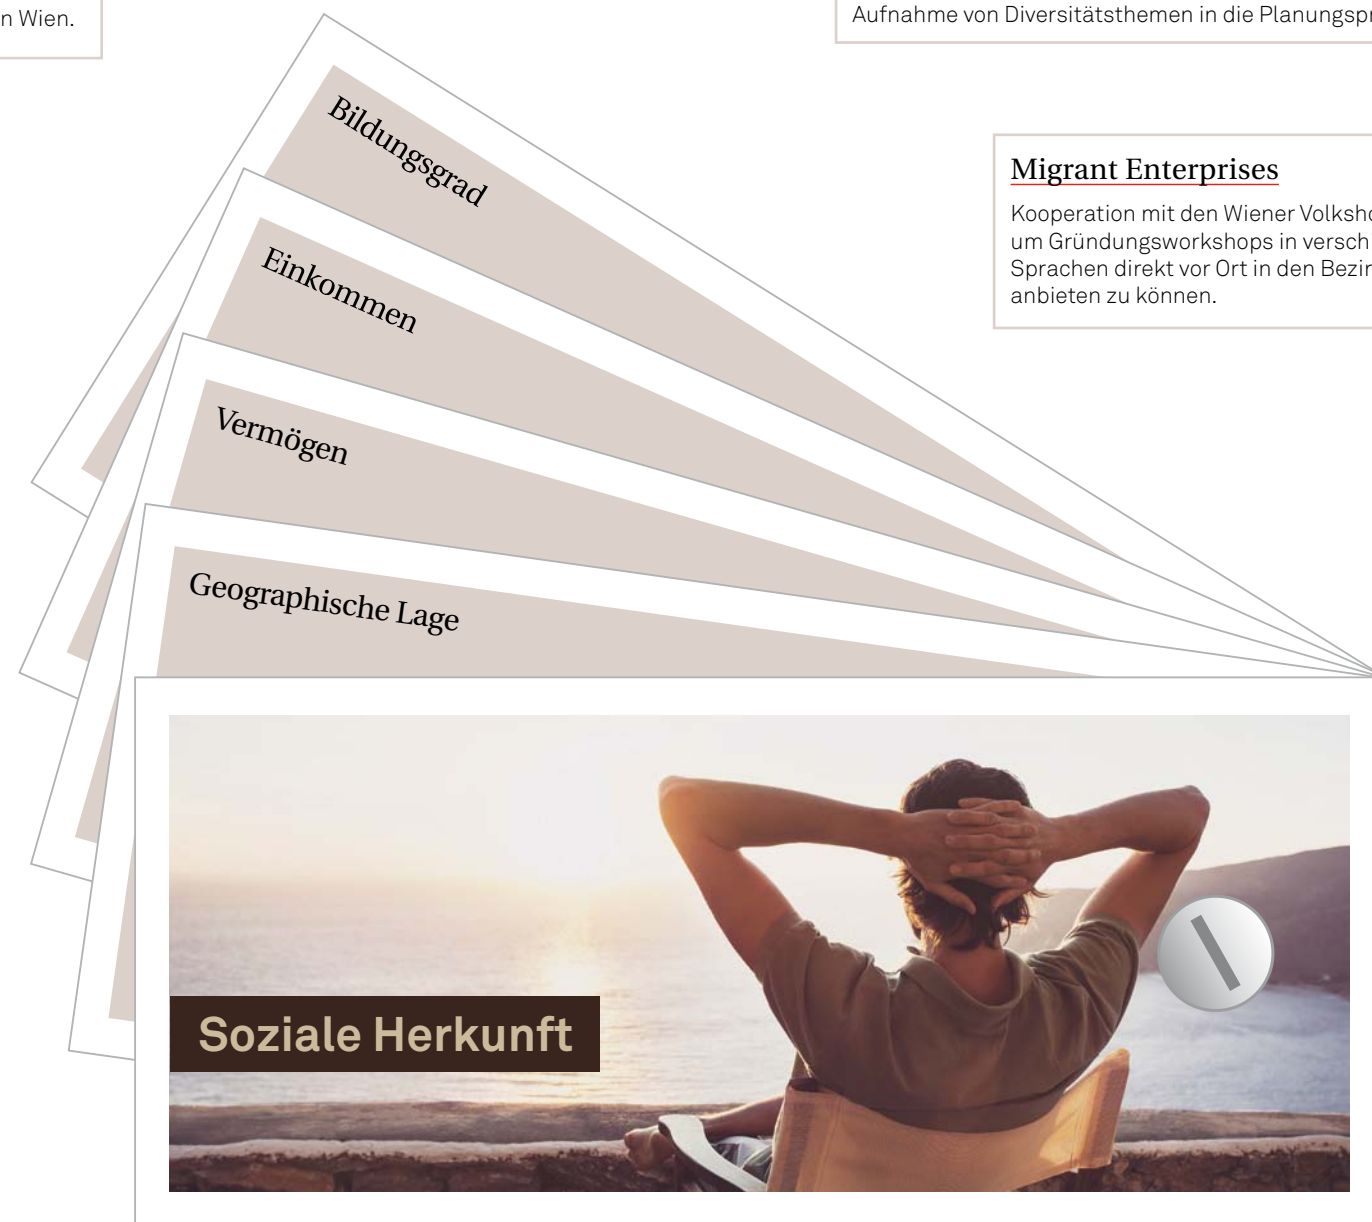 n Wien.
Aufnahme von Diversitätsthemen in die Planungspr
Bildungsgrad
Migrant Enterprises
Kooperation mit den Wiener Volksho
um Gründungsworkshops in versch
Sprachen direkt vor Ort in den Bezir
anbieten zu können.
Einkommen
Vermögen
Geographische Lage
Soziale Herkunft